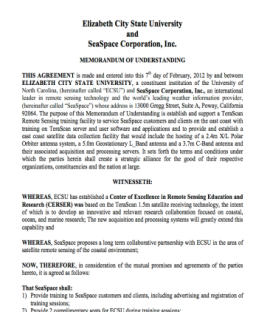 Elizabeth City State University
and
SeaSpace Corporation, Inc.
MEMORANDUM OF UNDERSTANDING
THIS AGREEMENT is made and entered into this 7th day of February, 2012 by and between
ELIZABETH CITY STATE UNIVERSITY, a constituent institution of the University of
North Carolina, (hereinafter called "ECSU") and SeaSpace Corporation, Inc., an international
leader in remote sensing technology and the world's leading weather information provider,
(hereinafter called "SeaSpace") whose address is 13000 Gregg Street, Suite A, Poway, California
92064. The purpose of this Memorandum of Understanding is to establish and support a TeraScan
Remote Sensing training facility to service SeaSpace customers and clients on the east coast with
training on TeraScan server and user software and applications and to provide and establish a
east coast satellite data collection facility that would include the hosting of a 2.4m X/L Polar
Orbiter antenna system, a 5.0m Geostationary L_Band antenna and a 3.7m C-Band antenna and
their associated acquisition and processing servers. It sets forth the terms and conditions under
which the parties herein shall create a strategic alliance for the good of their respective
organizations, constituencies and the nation at large.
WITNESSETH:
WHEREAS, ECSU has established a Center of Excellence in Remote Sensing Education and
Research (CERSER) was based on the TeraScan 1.5m satellite receiving technology, the intent
of which is to develop an innovative and relevant research collaboration focused on coastal,
ocean, and marine research; The new acquisition and processing systems will greatly extend this
capability and
WHEREAS, SeaSpace proposes a long term collaborative partnership with ECSU in the area of
satellite remote sensing of the coastal environment;
NOW, THEREFORE, in consideration of the mutual promises and agreements of the parties
hereto, it is agreed as follows:
That SeaSpace shall:
1) Provide training to SeaSpace customers and clients, including advertising and registration of
training sessions;
2) Provide 2 complimentary seats for ECSU during training sessions;